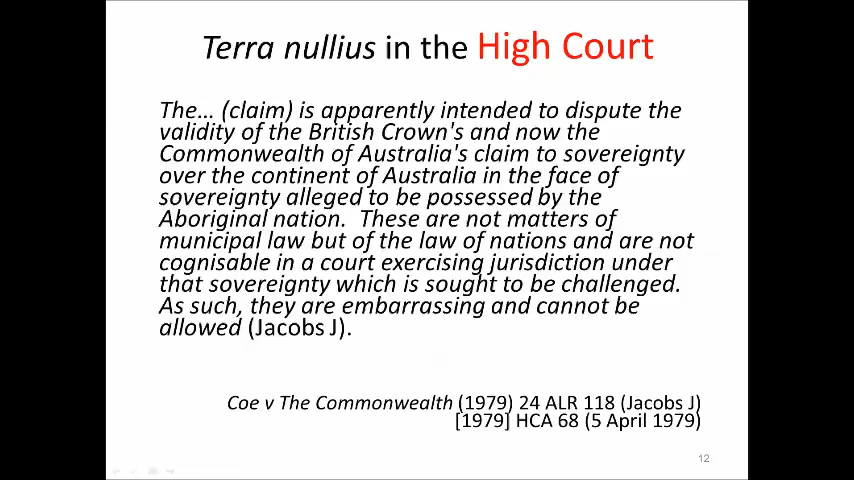 Terra nullius in the High Court
The... (claim) is apparently intended to dispute the
validity of the British Crown's and now the
Commonwealth of Australia's claim to sovereignty
over the continent of Australia in the face of
sovereignty alleged to be possessed by the
Aboriginal nation.  These are not matters of
municipal law but of the law of nations and are not
cognisable in a court exercising jurisdiction under
that sovereignty which is sought to be challenged.
As such, they are embarrassing and cannot be
allowed (Jacobs J).
Coe v The Commonwealth (1979) 24 ALR 118 (Jacobs J)
[1979] HCA 68 (5 April 1979)
12